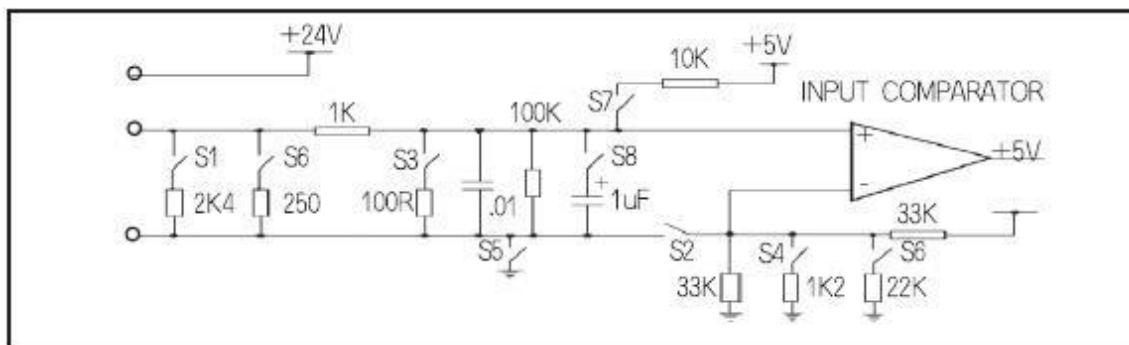 +24V
+5V
10K
INPUT COMPARATOR
1K
100K
S7
+
+5V
S1
S6
S3
S8
-
2K4
250
100R
.01
+
1uF
33K
S5
S2
33K
S4
1K2
S6
22K